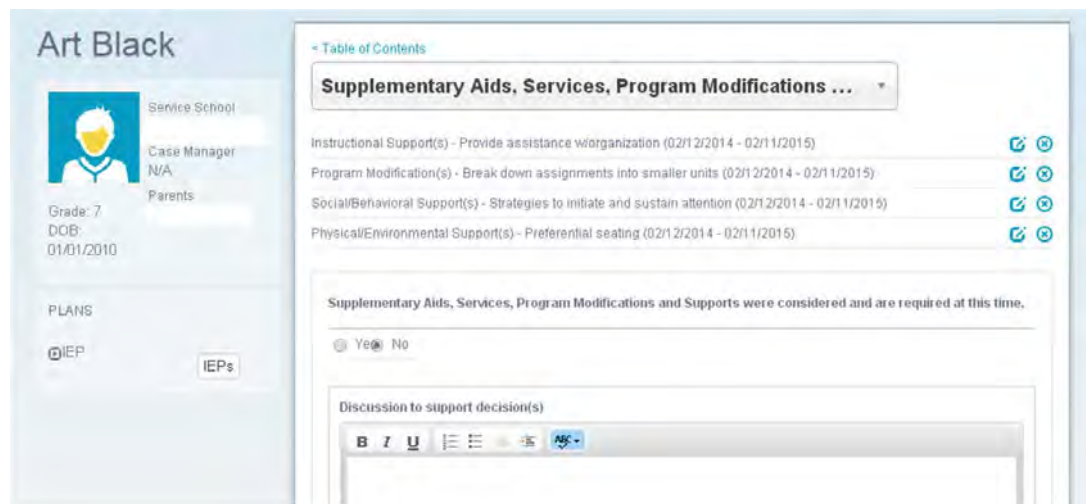 Art Black
Service School
Case Manager
N/A
Parents
Grade: 7
DOB:
01/01/2010
PLANS
IEP
IEPs
< Table of Contents
Supplementary Aids, Services, Program Modifications ...
Instructional Support(s) - Provide assistance w/organization (02/12/2014 - 02/11/2015)
Program Modification(s) - Break down assignments into smaller units (02/12/2014 - 02/11/2015)
Social/Behavioral Support(s) - Strategies to initiate and sustain attention (02/12/2014 - 02/11/2015)
Physical/Environmental Support(s) - Preferential seating (02/12/2014 - 02/11/2015)
Supplementary Aids, Services, Program Modifications and Supports were considered and are required at this time.
Yes No
Discussion to support decision(s)
B I U ABC